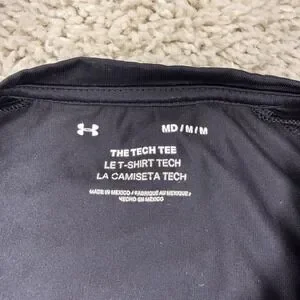 MD / M / M
THE TECH TEE
LE T-SHIRT TECH
LA CAMISETA TECH
MADE IN MEXICO / FABRIQUÉ AU MEXIQUE /
HECHO EN MÉXICO